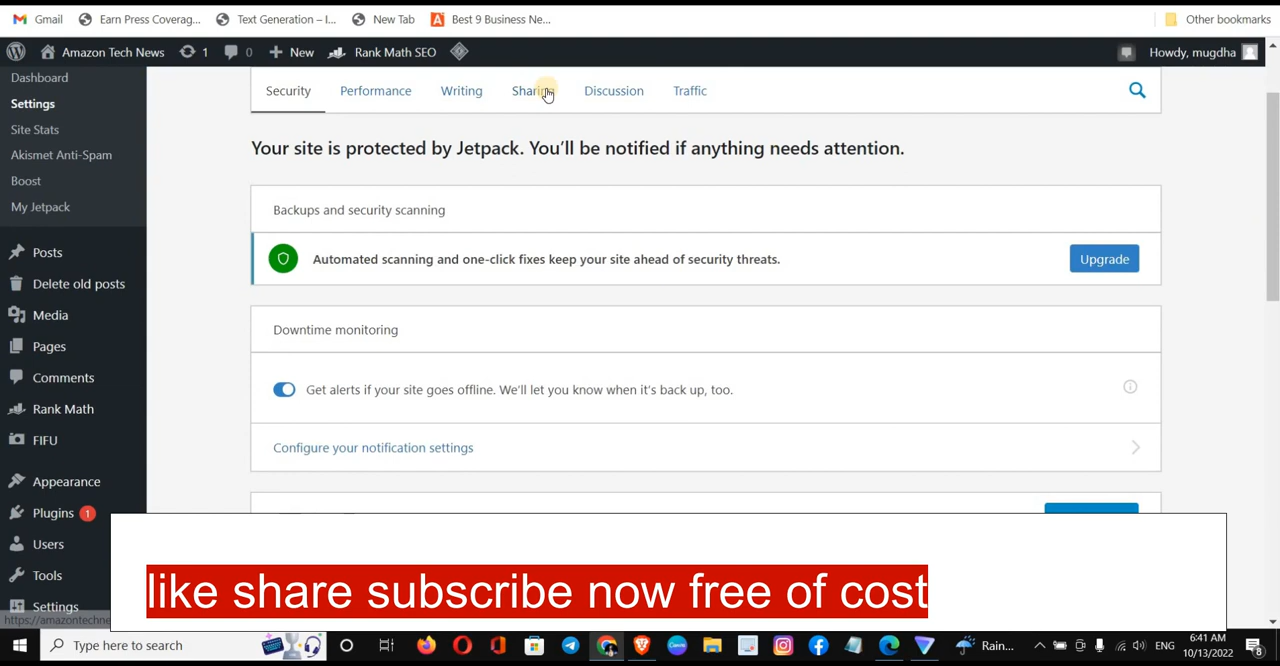 Gmail Earn Press Coverag... Text Generation – I... New Tab Best 9 Business Ne... Other bookmarks
Amazon Tech News 1 0 New Rank Math SEO Howdy, mugdha
Dashboard
Settings
Site Stats
Akismet Anti-Spam
Boost
My Jetpack
Posts
Delete old posts
Media
Pages
Comments
Rank Math
FIFU
Appearance
Plugins 1
Users
Tools
Settings
Security Performance Writing Sharing Discussion Traffic
Your site is protected by Jetpack. You'll be notified if anything needs attention.
Backups and security scanning
Automated scanning and one-click fixes keep your site ahead of security threats. Upgrade
Downtime monitoring
Get alerts if your site goes offline. We'll let you know when it's back up, too.
Configure your notification settings
like share subscribe now free of cost
https://amazontechne
Type here to search Rain... ENG 6:41 AM
10/13/2022 8